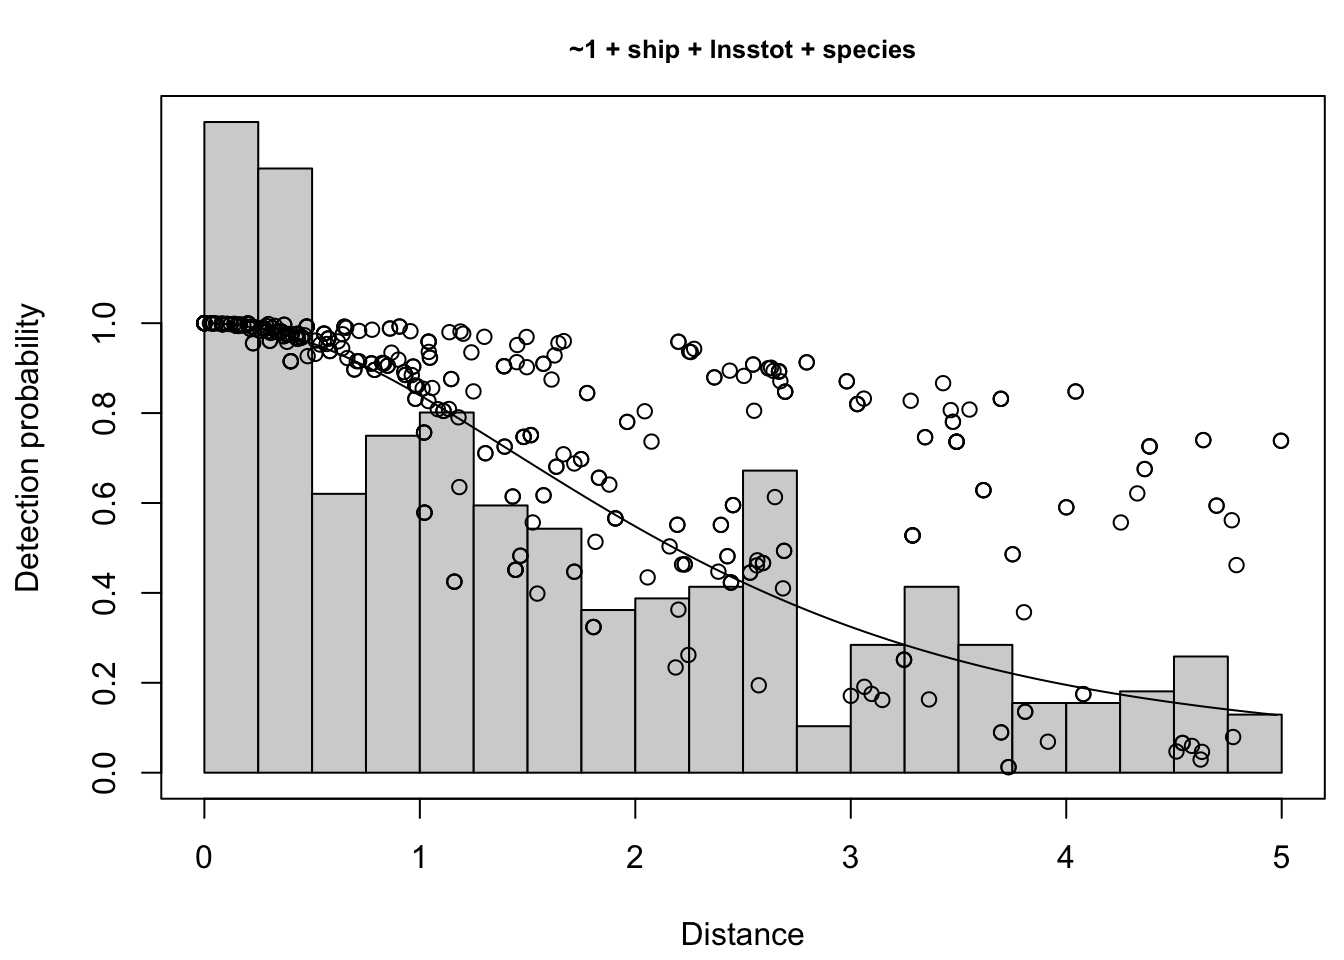 ~1 + ship + lnsstot + species
Detection probability
1.0
0.8
0.6
0.4
0.2
0.0
0 1 2 3 4 5
Distance